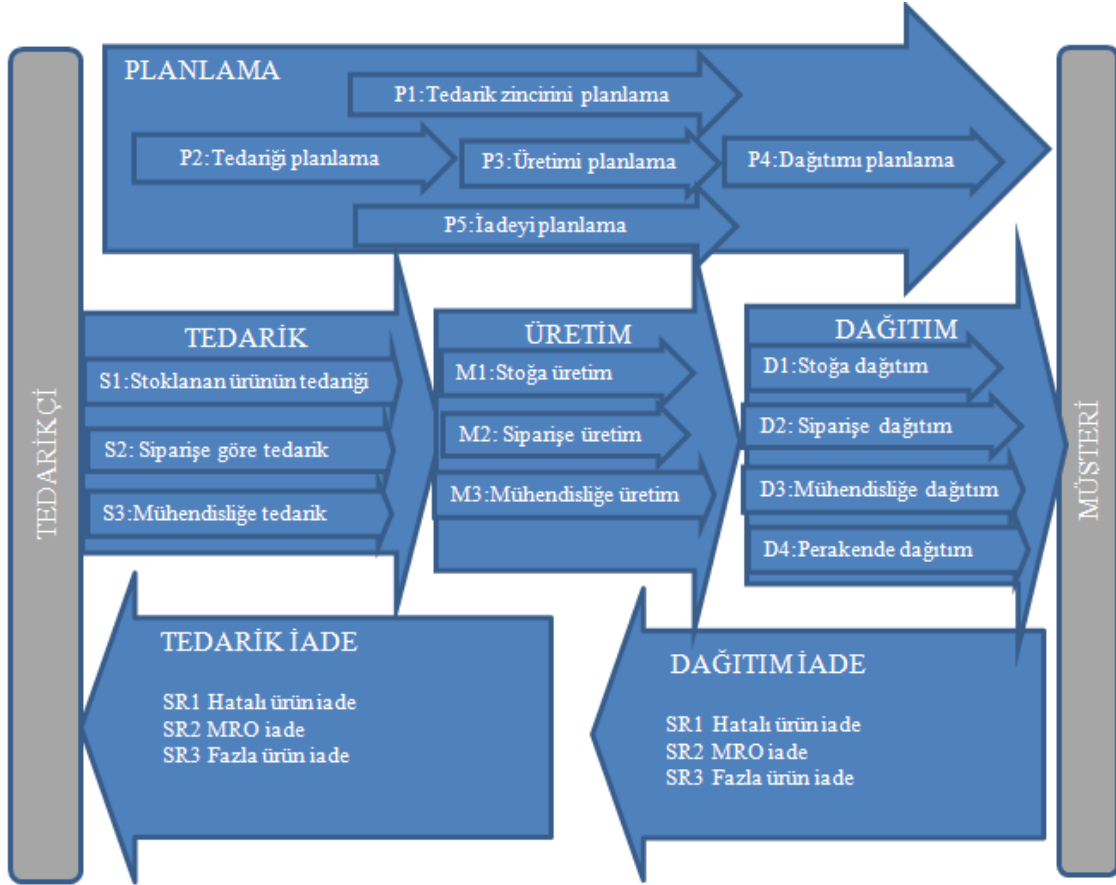 PLANLAMA
P1:Tedarik zincirini planlama
P2:Tedariği planlama
P3:Üretimi planlama
P4:Dağıtımı planlama
P5:İadeyi planlama
TEDARİKÇİ
TEDARİK
S1:Stoklanan ürünün tedariği
S2: Siparişe göre tedarik
S3:Mühendisliğe tedarik
ÜRETİM
M1:Stoğa üretim
M2: Siparişe üretim
M3:Mühendisliğe üretim
DAĞITIM
D1:Stoğa dağıtım
D2: Siparişe dağıtım
D3:Mühendisliğe dağıtım
D4:Perakende dağıtım
MÜSTERİ
TEDARİK İADE
SR1 Hatalı ürün iade
SR2 MRO iade
SR3 Fazla ürün iade
DAĞITIM İADE
SR1 Hatalı ürün iade
SR2 MRO iade
SR3 Fazla ürün iade